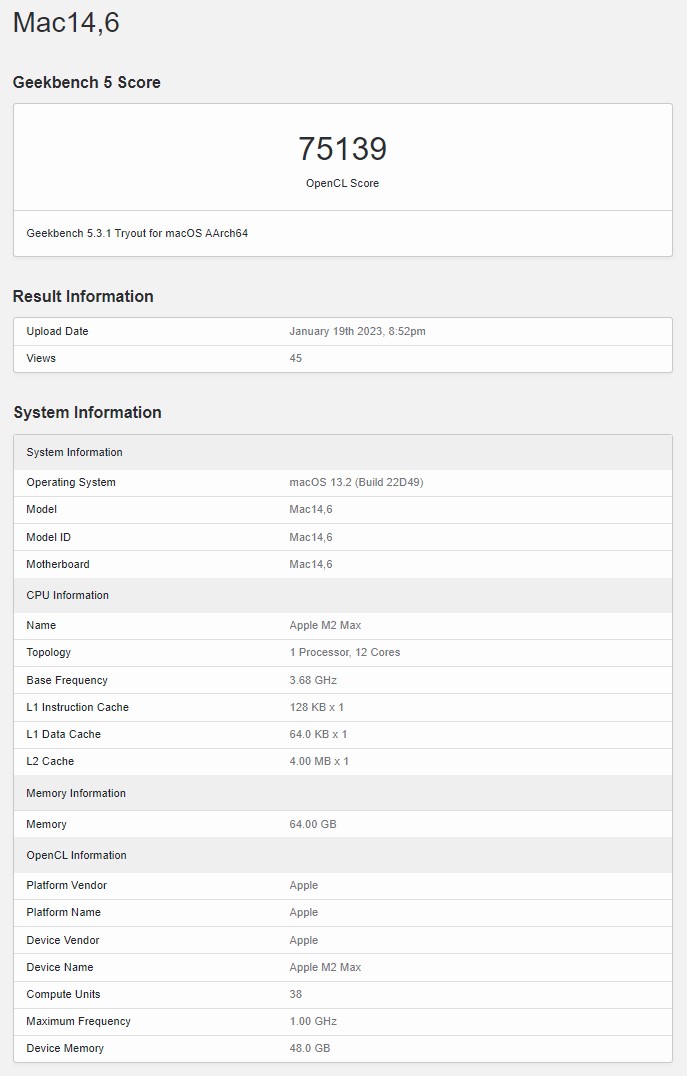 Mac14,6
Geekbench 5 Score
75139
OpenCL Score
Geekbench 5.3.1 Tryout for macOS AArch64
Result Information
Upload Date January 19th 2023, 8:52pm
Views 45
System Information
System Information
Operating System macOS 13.2 (Build 22D49)
Model Mac14,6
Model ID Mac14,6
Motherboard Mac14,6
CPU Information
Name Apple M2 Max
Topology 1 Processor, 12 Cores
Base Frequency 3.68 GHz
L1 Instruction Cache 128 KB x 1
L1 Data Cache 64.0 KB x 1
L2 Cache 4.00 MB x 1
Memory Information
Memory 64.00 GB
OpenCL Information
Platform Vendor Apple
Platform Name Apple
Device Vendor Apple
Device Name Apple M2 Max
Compute Units 38
Maximum Frequency 1.00 GHz
Device Memory 48.0 GB